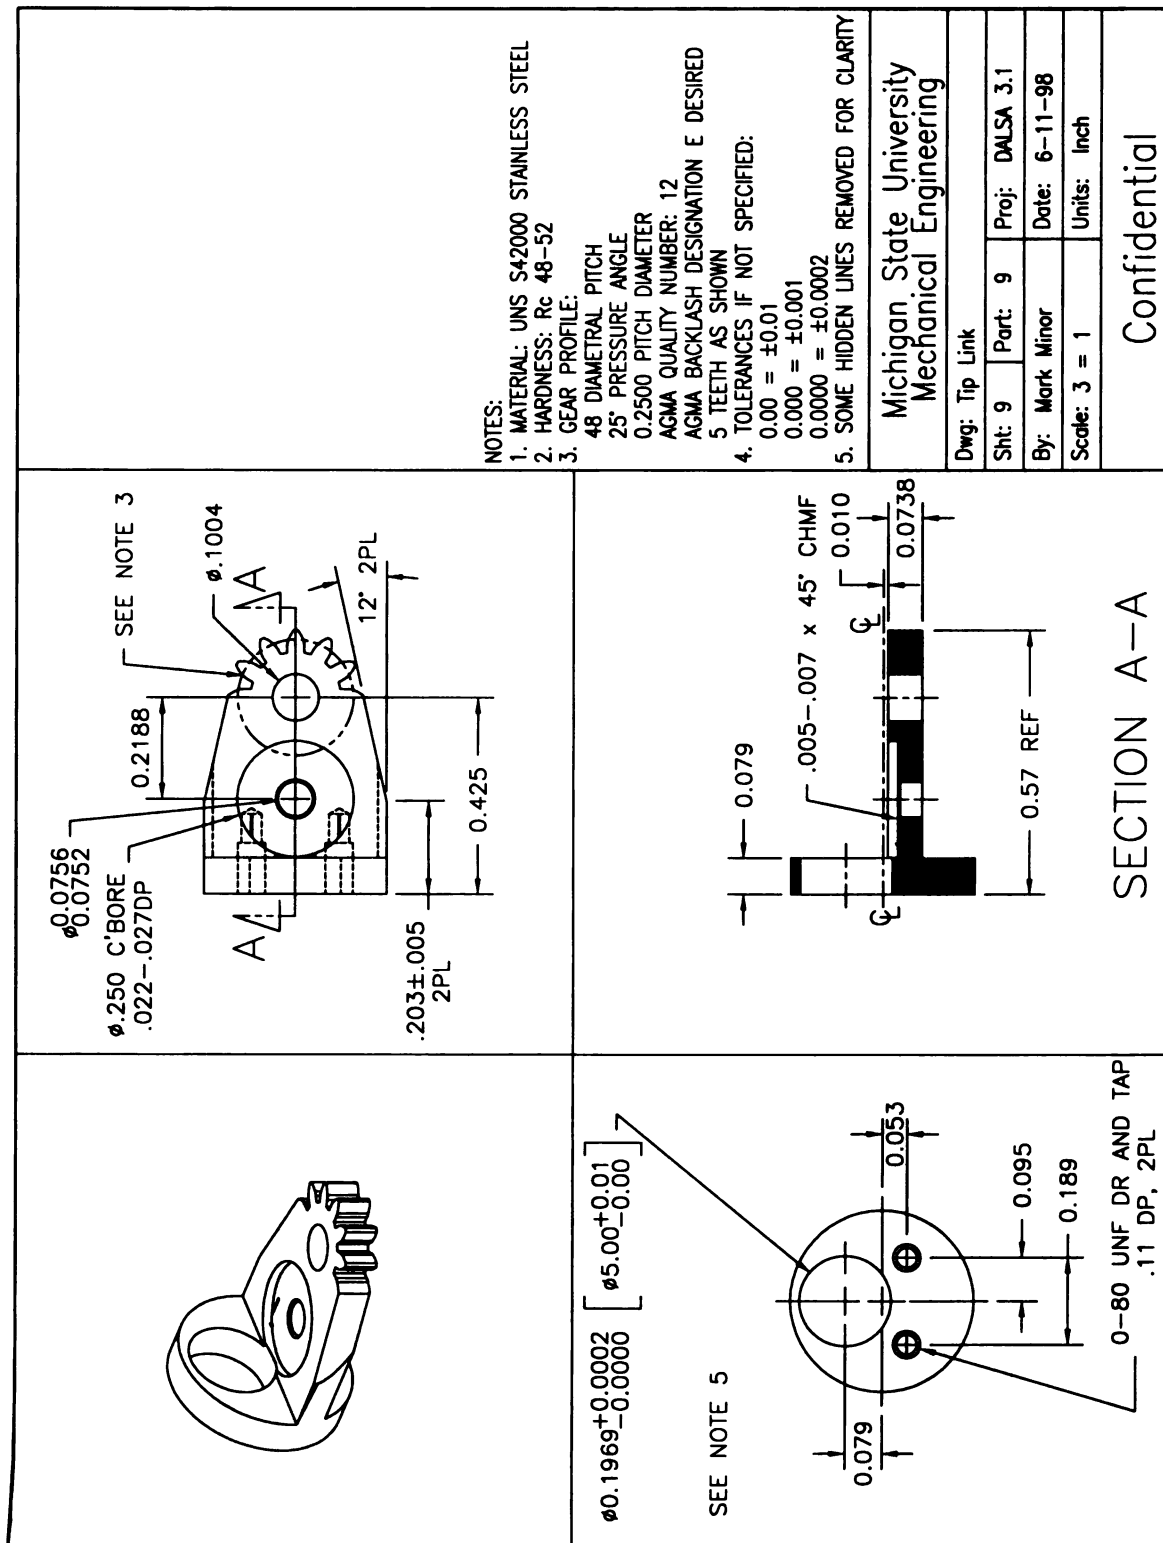 SEE NOTE 3
ø.1004
0.2188
ø0.0756
0.0752
ø.250 C'BORE
.022-.027DP
A
A
12° 2PL
0.425
.203±.005
2PL
ø0.1969+0.0002
-0.0000
[ø5.00+0.01
-0.00]
SEE NOTE 5
0.079
0.053
0.095
0.189
0-80 UNF DR AND TAP
.11 DP, 2PL
0.079
.005-.007 x 45° CHMF
0.010
0.0738
℄
℄
0.57 REF
SECTION A-A
NOTES:
1. MATERIAL: UNS S42000 STAINLESS STEEL
2. HARDNESS: Rc 48-52
3. GEAR PROFILE:
48 DIAMETRAL PITCH
25° PRESSURE ANGLE
0.2500 PITCH DIAMETER
AGMA QUALITY NUMBER: 12
AGMA BACKLASH DESIGNATION E DESIRED
5 TEETH AS SHOWN
4. TOLERANCES IF NOT SPECIFIED:
0.00 = ±0.01
0.000 = ±0.001
0.0000 = ±0.0002
5. SOME HIDDEN LINES REMOVED FOR CLARITY
Michigan State University
Mechanical Engineering
Dwg: Tip Link
Sht: 9 Part: 9 Proj: DALSA 3.1
By: Mark Minor Date: 6-11-98
Scale: 3 = 1 Units: Inch
Confidential